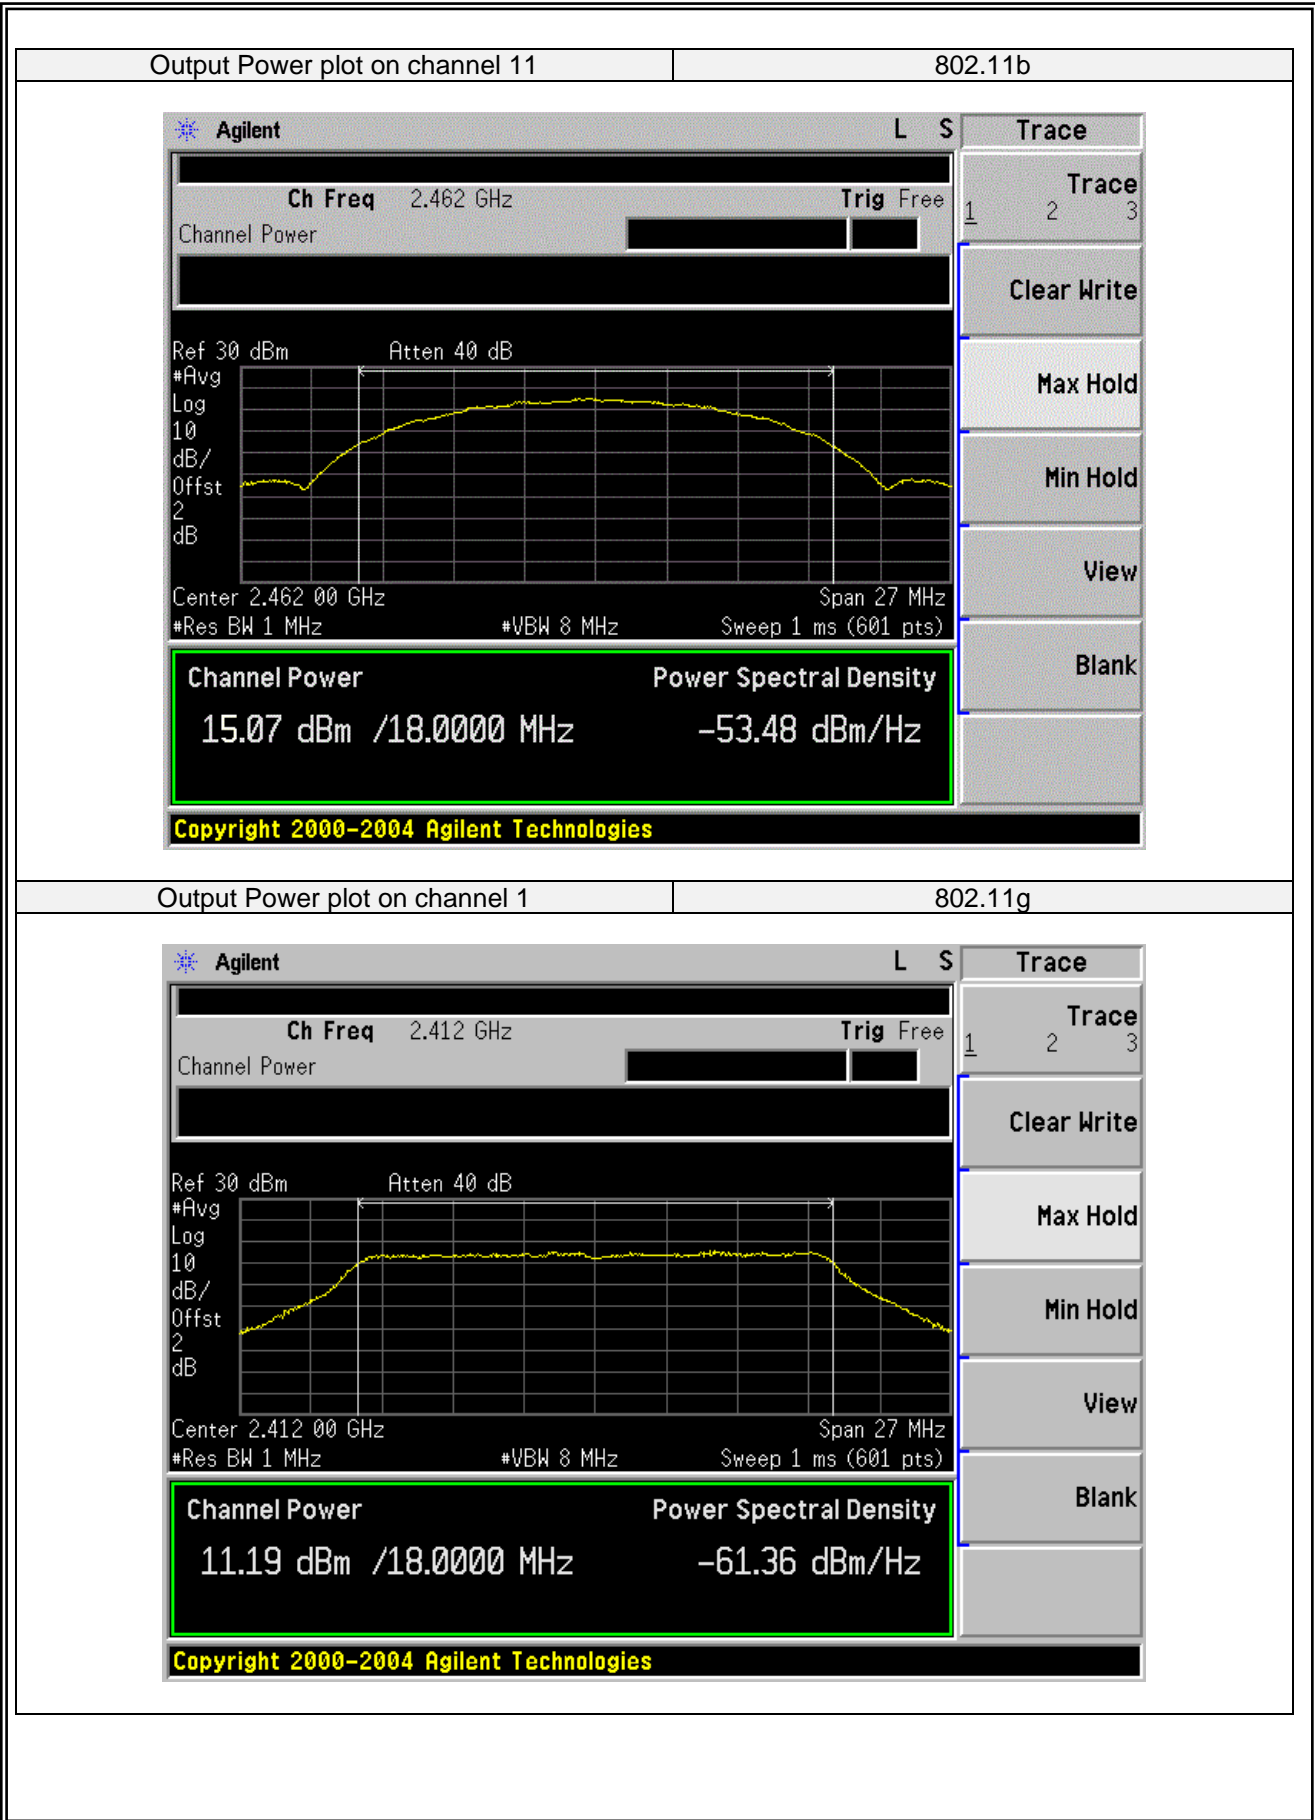 Output Power plot on channel 11 802.11b
Agilent L S Trace
Ch Freq 2.462 GHz Trig Free
Channel Power
Trace
1 2 3
Clear Write
Max Hold
Min Hold
View
Blank
Ref 30 dBm Atten 40 dB
#Avg
Log
10
dB/
Offst
2
dB
Center 2.462 00 GHz Span 27 MHz
#Res BW 1 MHz #VBW 8 MHz Sweep 1 ms (601 pts)
Channel Power Power Spectral Density
15.07 dBm /18.0000 MHz -53.48 dBm/Hz
Copyright 2000-2004 Agilent Technologies
Output Power plot on channel 1 802.11g
Agilent L S Trace
Ch Freq 2.412 GHz Trig Free
Channel Power
Trace
1 2 3
Clear Write
Max Hold
Min Hold
View
Blank
Ref 30 dBm Atten 40 dB
#Avg
Log
10
dB/
Offst
2
dB
Center 2.412 00 GHz Span 27 MHz
#Res BW 1 MHz #VBW 8 MHz Sweep 1 ms (601 pts)
Channel Power Power Spectral Density
11.19 dBm /18.0000 MHz -61.36 dBm/Hz
Copyright 2000-2004 Agilent Technologies